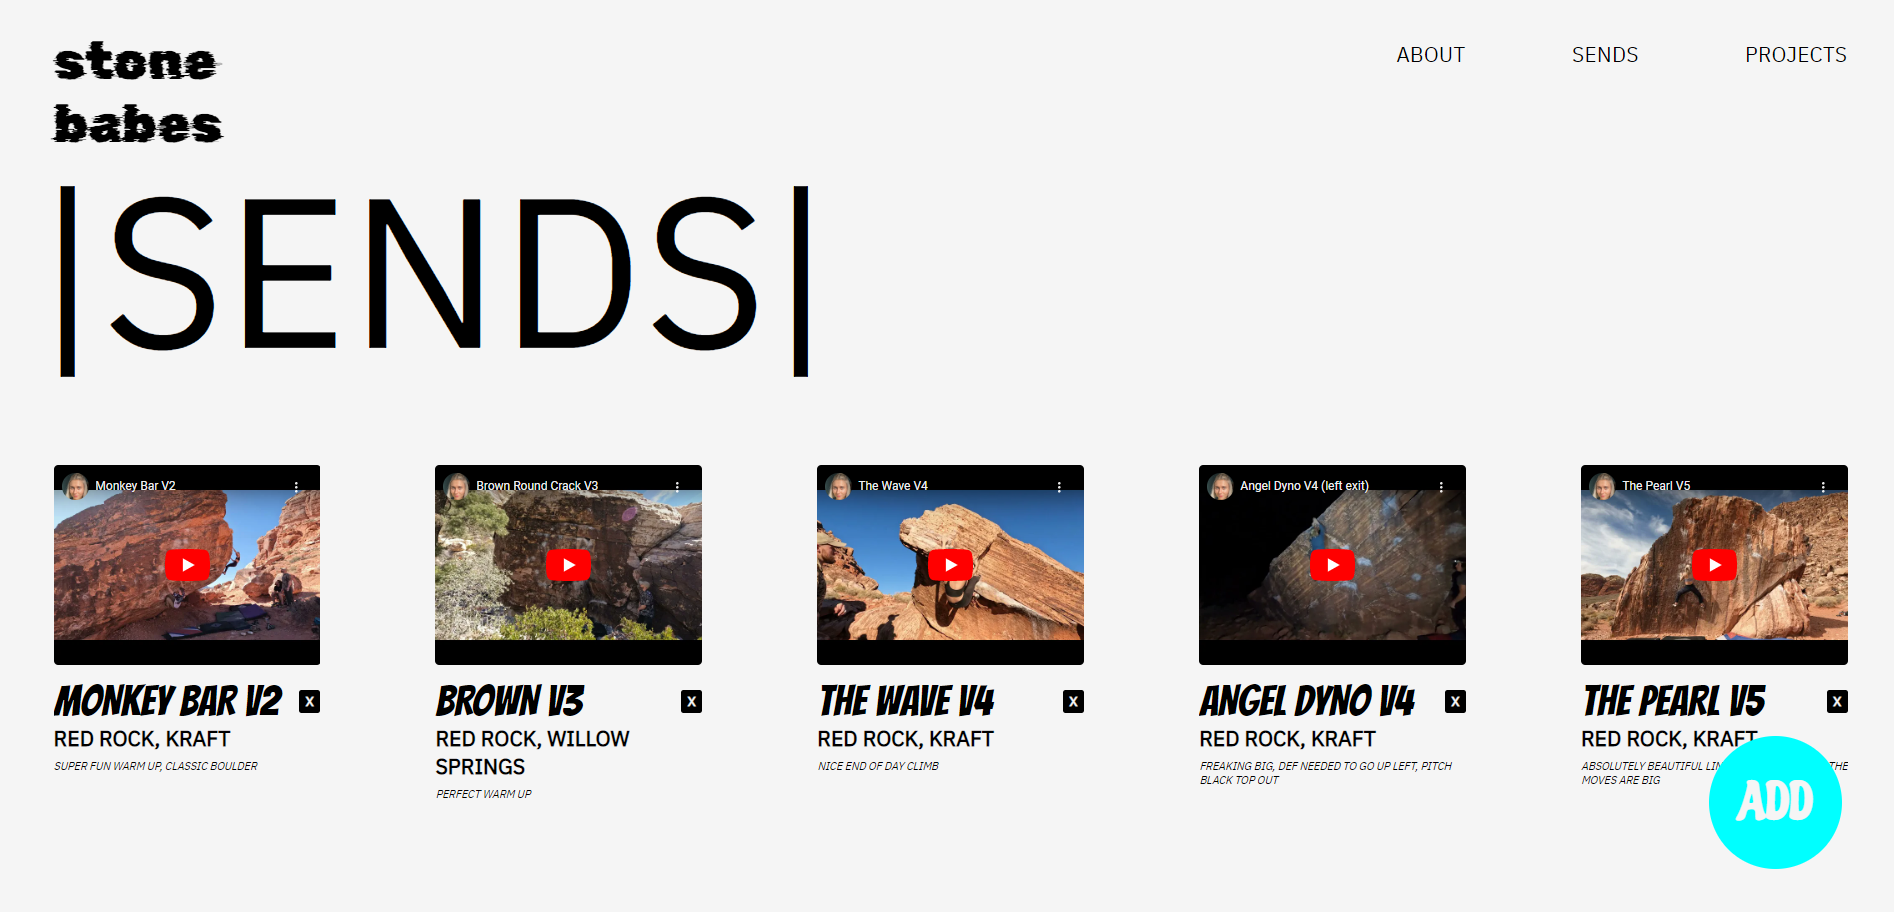 stone
babes
ABOUT
SENDS
PROJECTS
|SENDS|
Monkey Bar V2
MONKEY BAR V2
X
RED ROCK, KRAFT
SUPER FUN WARM UP, CLASSIC BOULDER
Brown Round Crack V3
BROWN V3
X
RED ROCK, WILLOW
SPRINGS
PERFECT WARM UP
The Wave V4
THE WAVE V4
X
RED ROCK, KRAFT
NICE END OF DAY CLIMB
Angel Dyno V4 (left exit)
ANGEL DYNO V4
X
RED ROCK, KRAFT
FREAKING BIG, DEF NEEDED TO GO UP LEFT, PITCH
BLACK TOP OUT
The Pearl V5
THE PEARL V5
X
RED ROCK, KRAFT
ABSOLUTELY BEAUTIFUL THE
MOVES ARE BIG
ADD